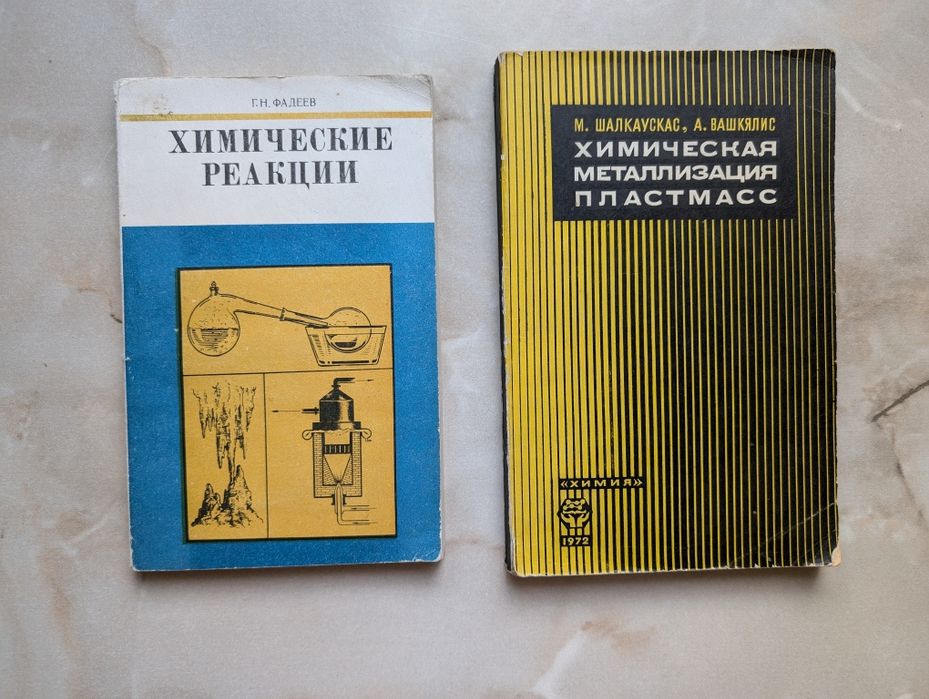 Г. Н. ФАДЕЕВ
ХИМИЧЕСКИЕ
РЕАКЦИИ
М. ШАЛКАУСКАС, А. ВАШКЯЛИС
ХИМИЧЕСКАЯ
МЕТАЛЛИЗАЦИЯ
ПЛАСТМАСС
«ХИМИЯ»
1972